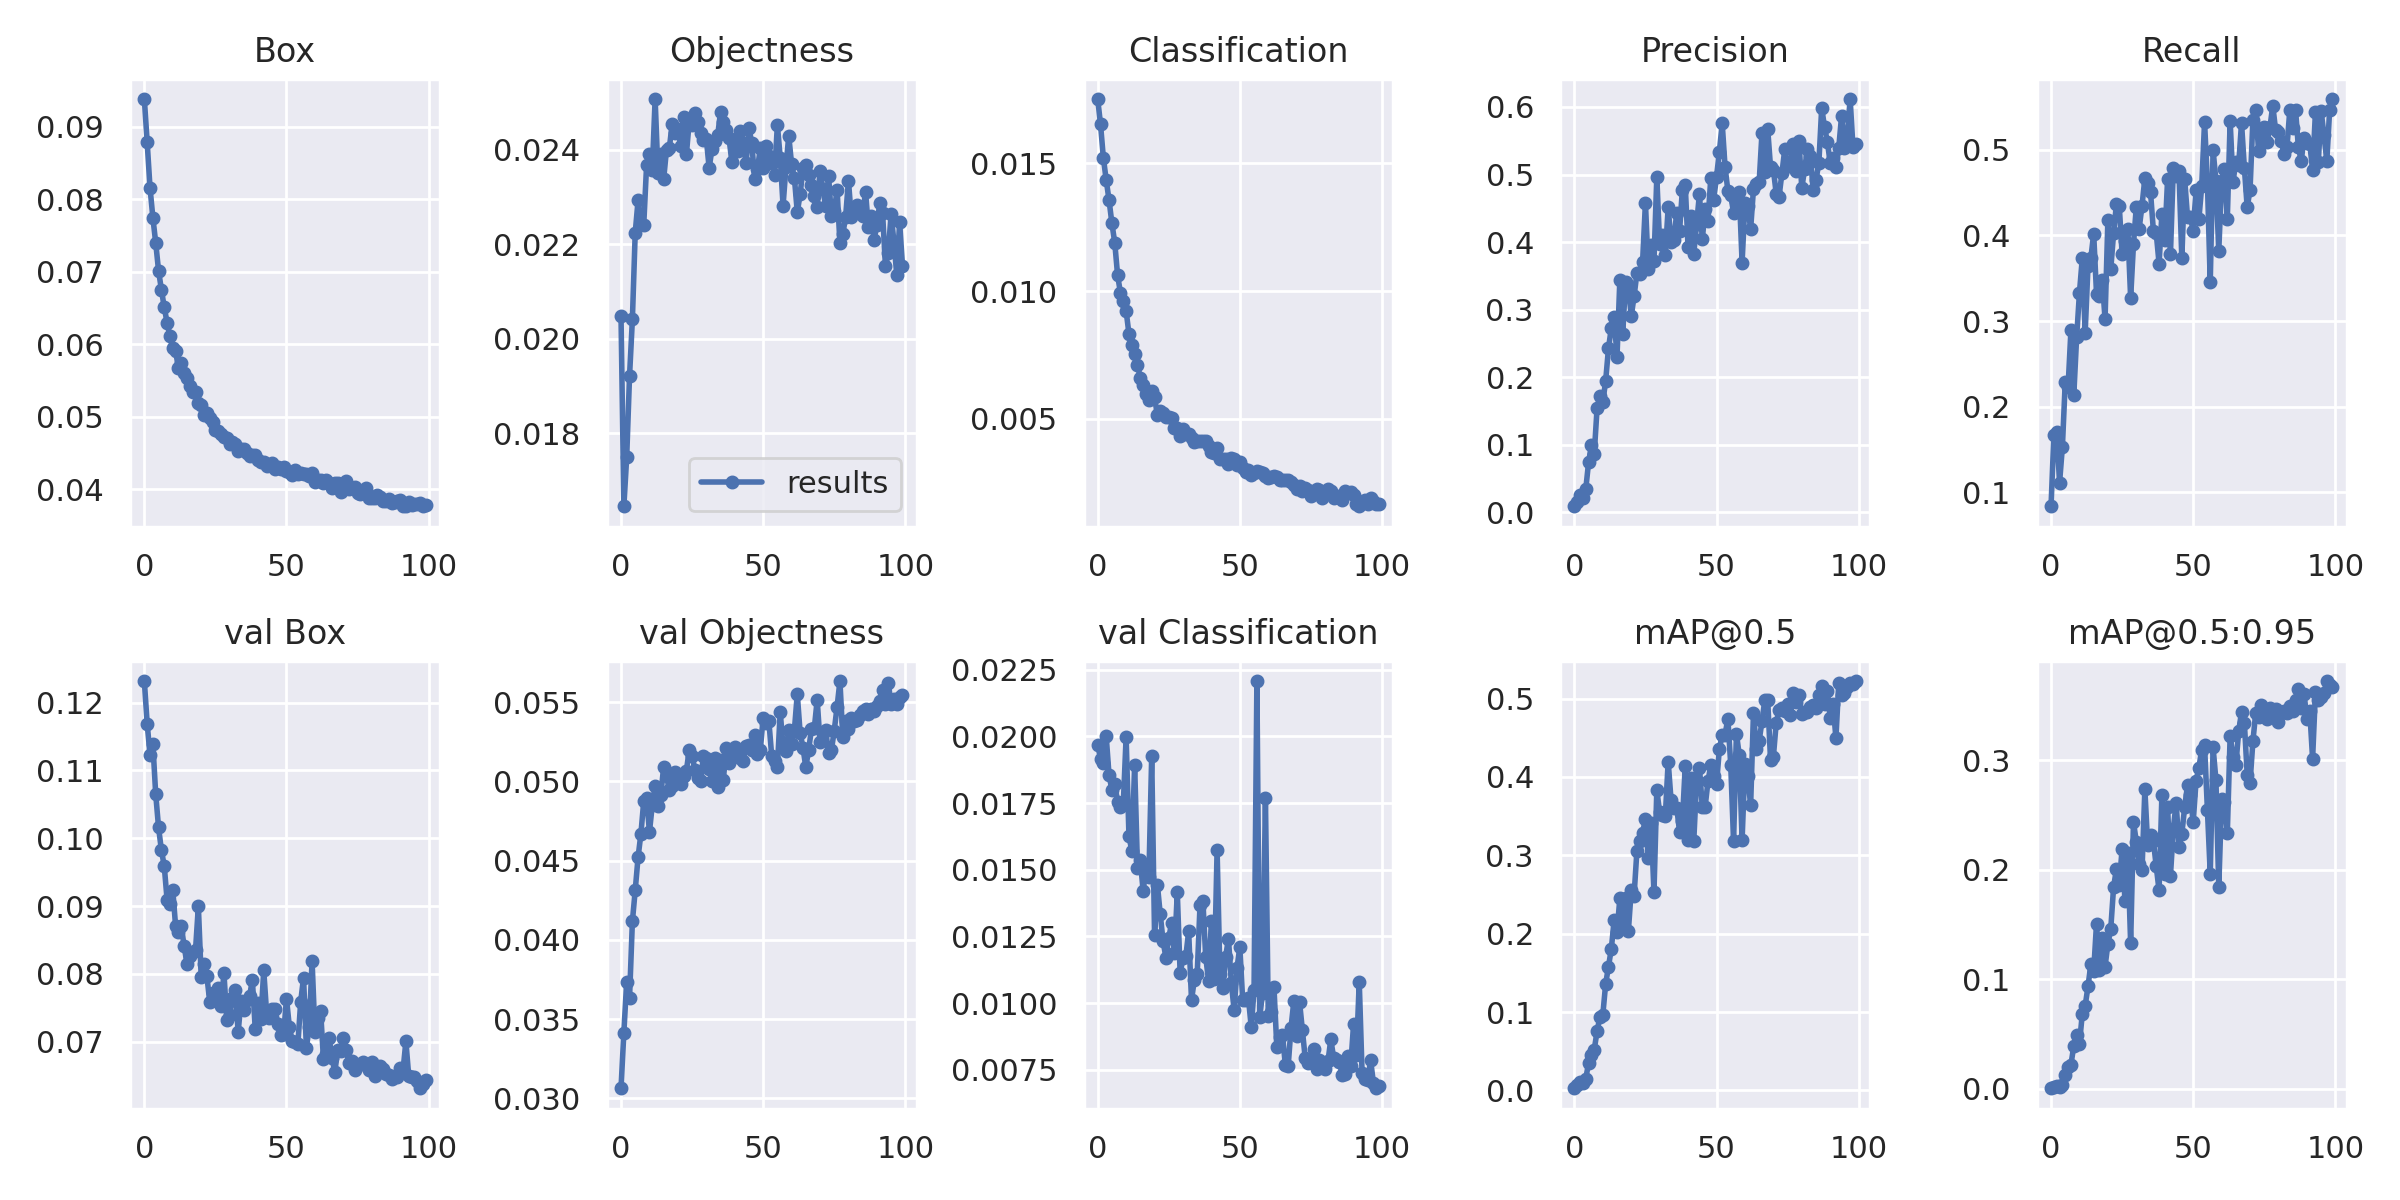 Box
0.09
0.08
0.07
0.06
0.05
0.04
0 50 100
Objectness
0.024
0.022
0.020
0.018
results
0 50 100
Classification
0.015
0.010
0.005
0 50 100
Precision
0.6
0.5
0.4
0.3
0.2
0.1
0.0
0 50 100
Recall
0.5
0.4
0.3
0.2
0.1
0 50 100
val Box
0.12
0.11
0.10
0.09
0.08
0.07
0 50 100
val Objectness
0.055
0.050
0.045
0.040
0.035
0.030
0 50 100
val Classification
0.0225
0.0200
0.0175
0.0150
0.0125
0.0100
0.0075
0 50 100
mAP@0.5
0.5
0.4
0.3
0.2
0.1
0.0
0 50 100
mAP@0.5:0.95
0.3
0.2
0.1
0.0
0 50 100